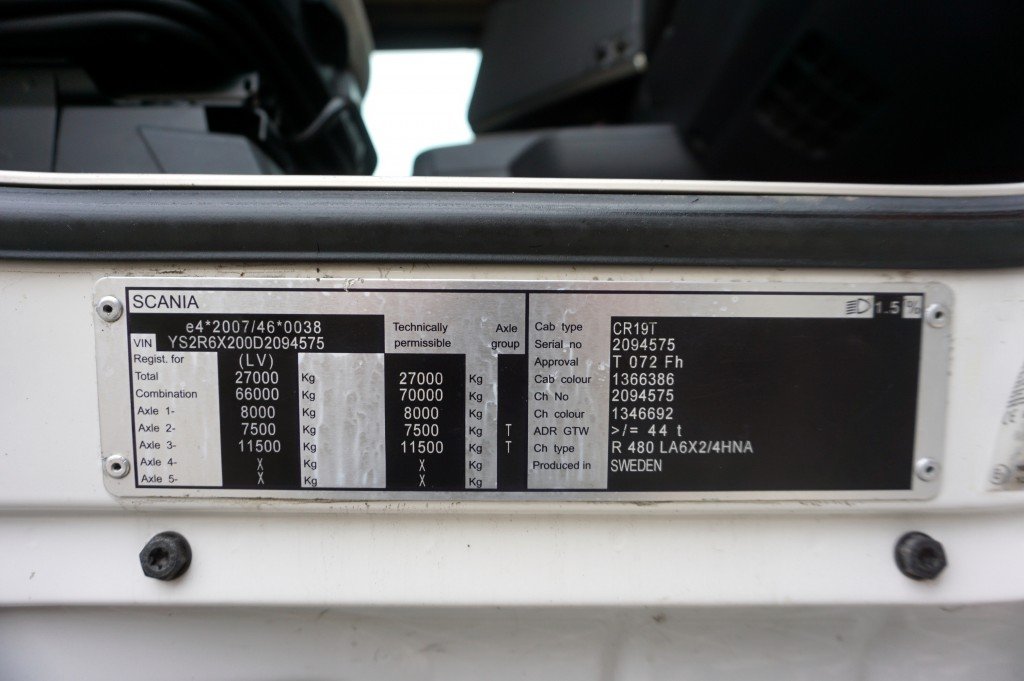 SCANIA
e4*2007/46*0038
VIN YS2R6X200D2094575
Technically permissible
Axle group
Regist. for (LV)
Total 27000 Kg 27000 Kg
Combination 66000 Kg 70000 Kg
Axle 1- 8000 Kg 8000 Kg
Axle 2- 7500 Kg 7500 Kg T
Axle 3- 11500 Kg 11500 Kg T
Axle 4- X Kg X Kg
Axle 5- X Kg X Kg
1.5 %
Cab type CR19T
Serial no 2094575
Approval T 072 Fh
Cab colour 1366386
Ch No 2094575
Ch colour 1346692
ADR GTW >/= 44 t
Ch type R 480 LA6X2/4HNA
Produced in SWEDEN